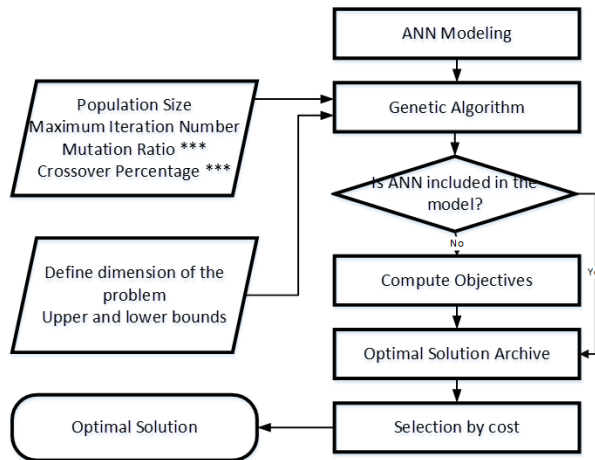 ANN Modeling
Genetic Algorithm
Population Size
Maximum Iteration Number
Mutation Ratio ***
Crossover Percentage ***
Is ANN included in the
model?
No
Define dimension of the
problem
Upper and lower bounds
Compute Objectives
Optimal Solution Archive
Optimal Solution
Selection by cost